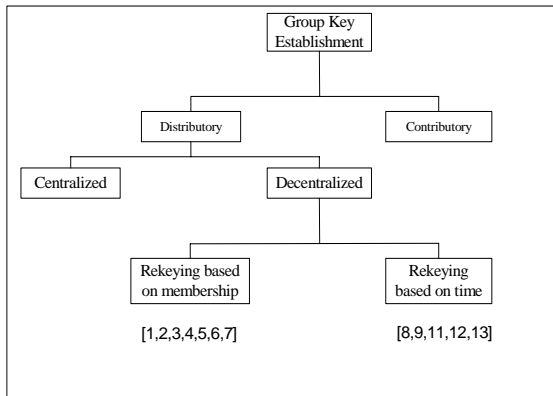 Group Key
Establishment
Distributory
Contributory
Centralized
Decentralized
Rekeying based
on membership
Rekeying
based on time
[1,2,3,4,5,6,7]
[8,9,11,12,13]